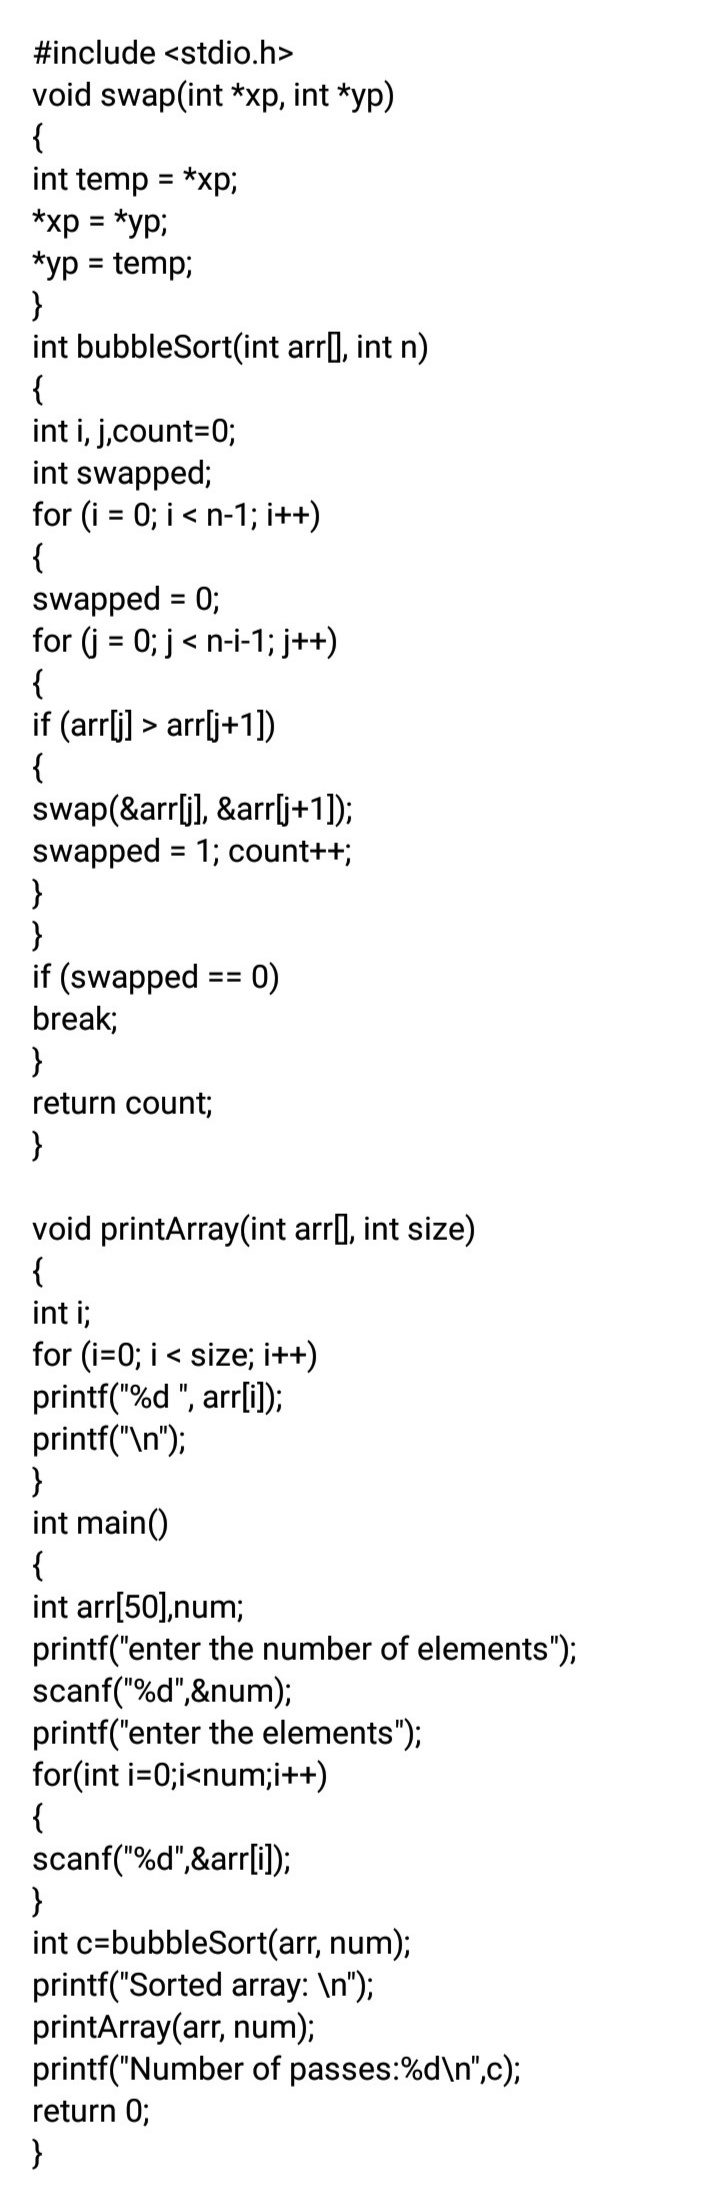 #include <stdio.h>
void swap(int *xp, int *yp)
{
int temp = *xp;
*xp = *yp;
*yp = temp;
}
int bubbleSort(int arr[], int n)
{
int i, j,count=0;
int swapped;
for (i = 0; i < n-1; i++)
{
swapped = 0;
for (j = 0; j < n-i-1; j++)
{
if (arr[j] > arr[j+1])
{
swap(&arr[j], &arr[j+1]);
swapped = 1; count++;
}
}
if (swapped == 0)
break;
}
return count;
}

void printArray(int arr[], int size)
{
int i;
for (i=0; i < size; i++)
printf("%d ", arr[i]);
printf("\n");
}
int main()
{
int arr[50],num;
printf("enter the number of elements");
scanf("%d",&num);
printf("enter the elements");
for(int i=0;i<num;i++)
{
scanf("%d",&arr[i]);
}
int c=bubbleSort(arr, num);
printf("Sorted array: \n");
printArray(arr, num);
printf("Number of passes:%d\n",c);
return 0;
}